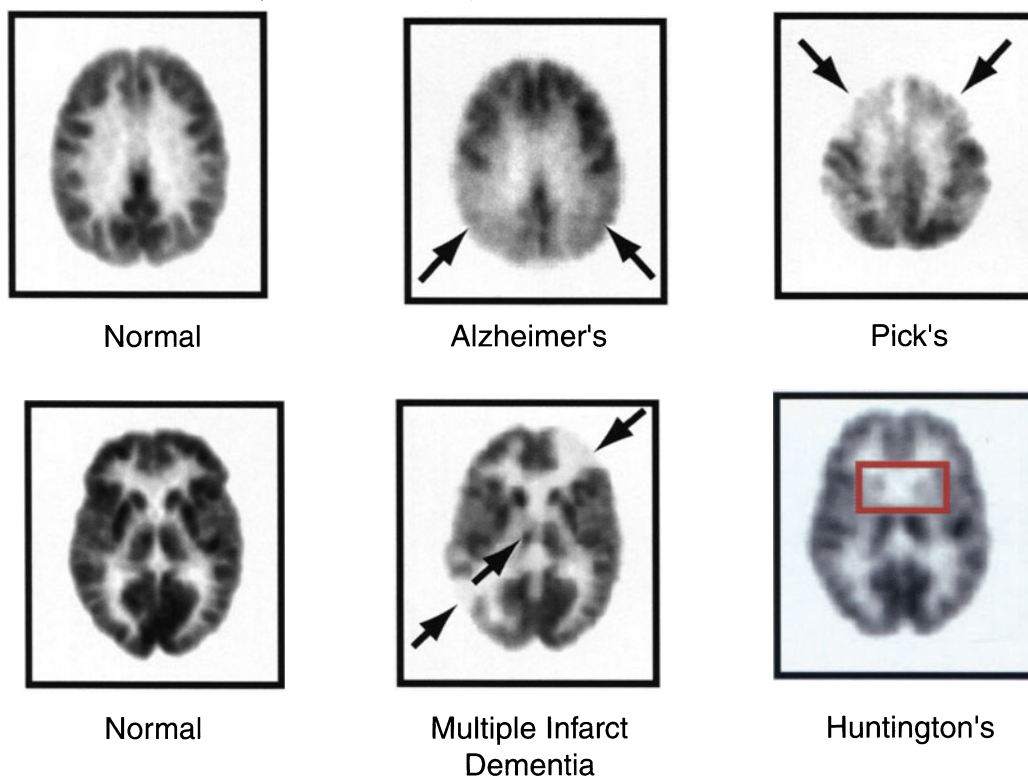 Normal
Alzheimer's
Pick's
Normal
Multiple Infarct
Dementia
Huntington's